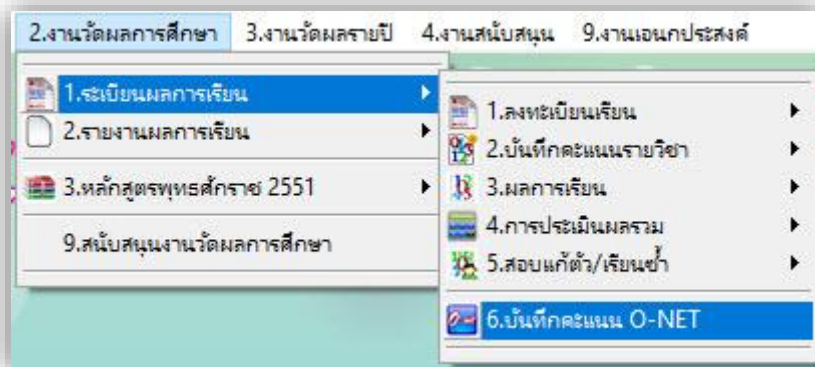 2.งานวัดผลการศึกษา 3.งานวัดผลรายปี 4.งานสนับสนุน 9.งานเอนกประสงค์
1.ระเบียนผลการเรียน
2.รายงานผลการเรียน
3.หลักสูตรพุทธศักราช 2551
9.สนับสนุนงานวัดผลการศึกษา
1.ลงทะเบียนเรียน
2.บันทึกคะแนนรายวิชา
3.ผลการเรียน
4.การประเมินผลรวม
5.สอบแก้ตัว/เรียนซ้ำ
6.บันทึกคะแนน O-NET